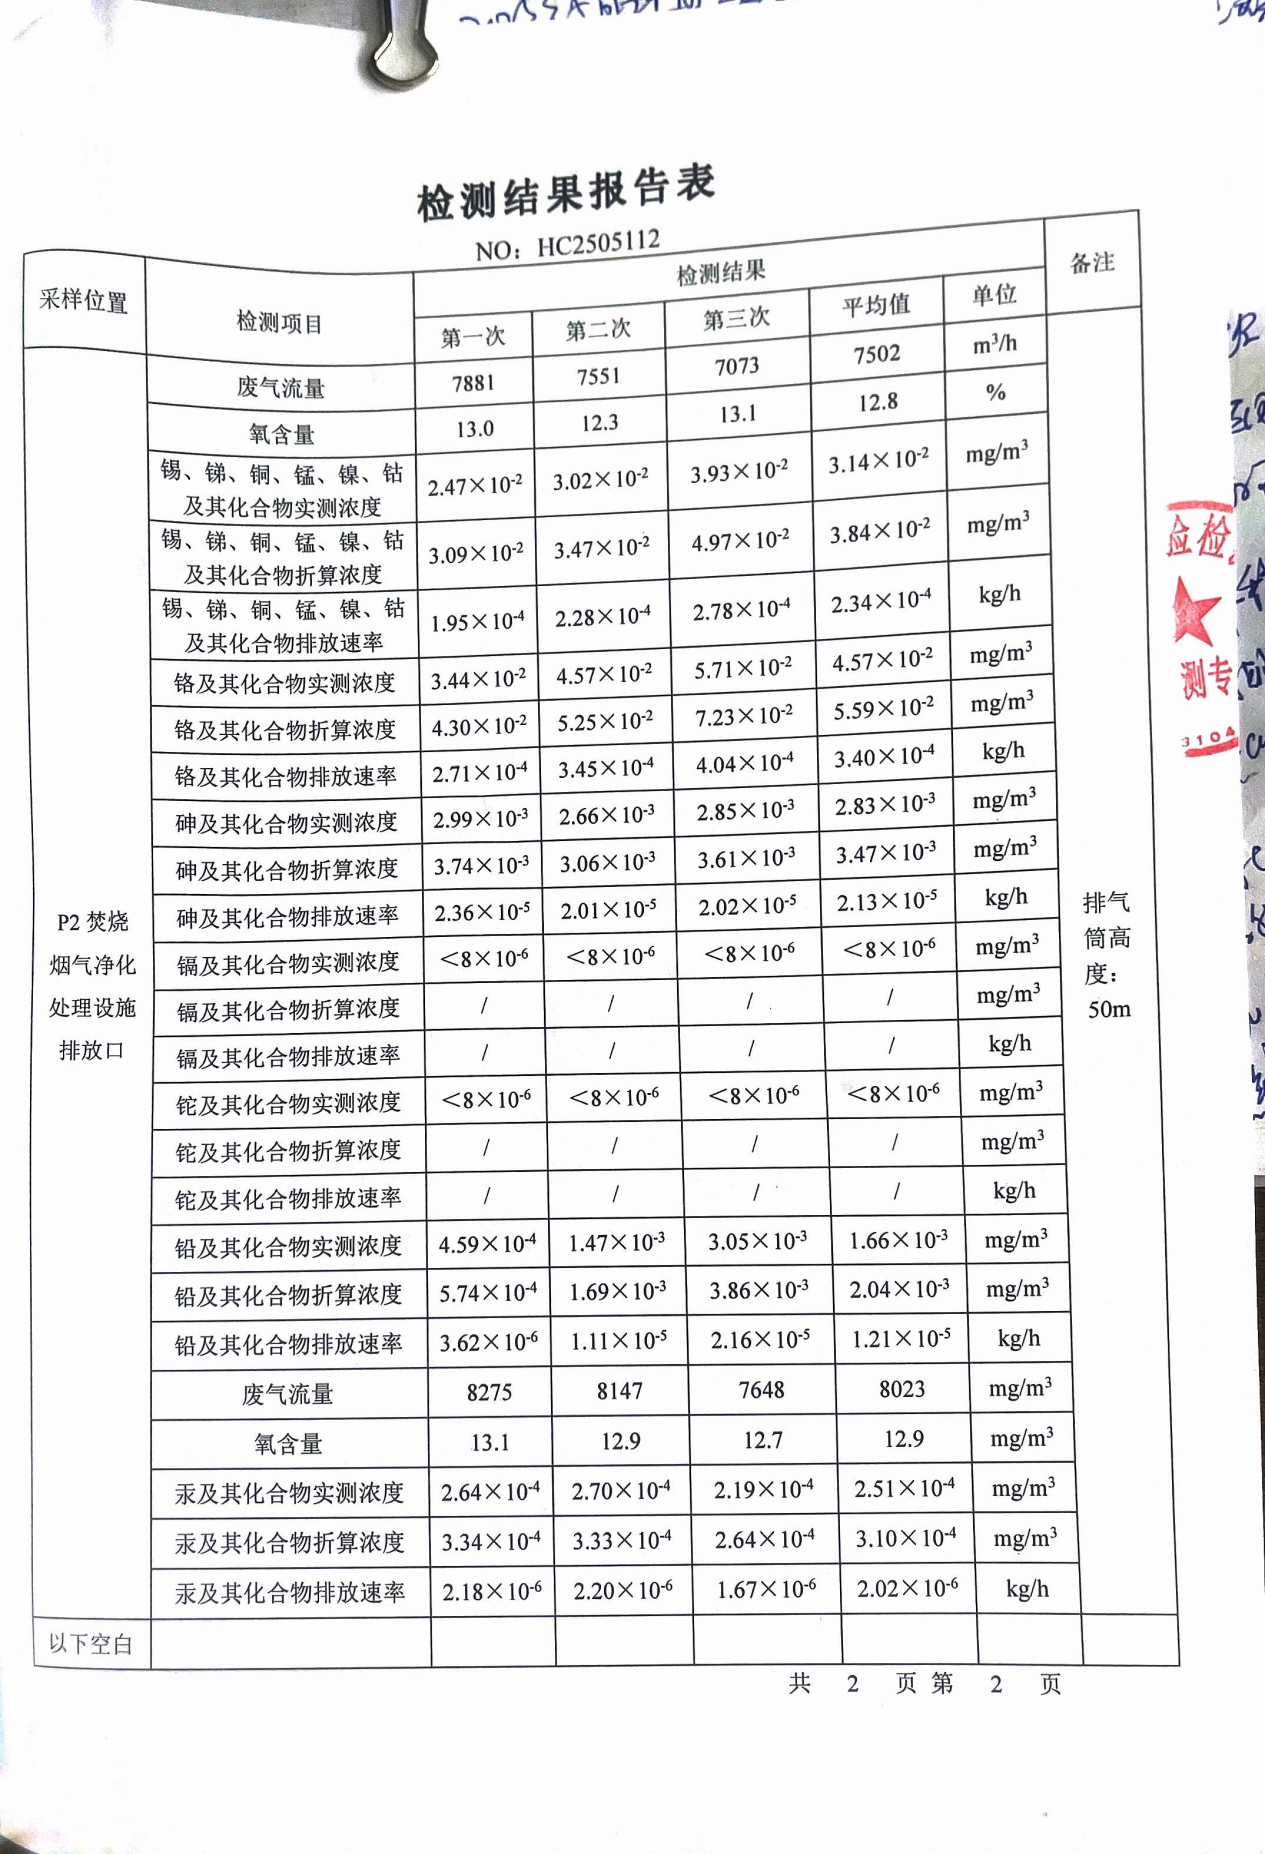 检测结果报告表
NO：HC2505112
采样位置 检测项目 检测结果 备注
第一次 第二次 第三次 平均值 单位
废气流量 7881 7551 7073 7502 m³/h
氧含量 13.0 12.3 13.1 12.8 %
锡、锑、铜、锰、镍、钴
及其化合物实测浓度 2.47×10⁻² 3.02×10⁻² 3.93×10⁻² 3.14×10⁻² mg/m³
锡、锑、铜、锰、镍、钴
及其化合物折算浓度 3.09×10⁻² 3.47×10⁻² 4.97×10⁻² 3.84×10⁻² mg/m³
锡、锑、铜、锰、镍、钴
及其化合物排放速率 1.95×10⁻⁴ 2.28×10⁻⁴ 2.78×10⁻⁴ 2.34×10⁻⁴ kg/h
铬及其化合物实测浓度 3.44×10⁻² 4.57×10⁻² 5.71×10⁻² 4.57×10⁻² mg/m³
铬及其化合物折算浓度 4.30×10⁻² 5.25×10⁻² 7.23×10⁻² 5.59×10⁻² mg/m³
铬及其化合物排放速率 2.71×10⁻⁴ 3.45×10⁻⁴ 4.04×10⁻⁴ 3.40×10⁻⁴ kg/h
砷及其化合物实测浓度 2.99×10⁻³ 2.66×10⁻³ 2.85×10⁻³ 2.83×10⁻³ mg/m³
砷及其化合物折算浓度 3.74×10⁻³ 3.06×10⁻³ 3.61×10⁻³ 3.47×10⁻³ mg/m³
砷及其化合物排放速率 2.36×10⁻⁵ 2.01×10⁻⁵ 2.02×10⁻⁵ 2.13×10⁻⁵ kg/h
镉及其化合物实测浓度 <8×10⁻⁶ <8×10⁻⁶ <8×10⁻⁶ <8×10⁻⁶ mg/m³
镉及其化合物折算浓度 / / / / mg/m³
镉及其化合物排放速率 / / / / kg/h
铊及其化合物实测浓度 <8×10⁻⁶ <8×10⁻⁶ <8×10⁻⁶ <8×10⁻⁶ mg/m³
铊及其化合物折算浓度 / / / / mg/m³
铊及其化合物排放速率 / / / / kg/h
铅及其化合物实测浓度 4.59×10⁻⁴ 1.47×10⁻³ 3.05×10⁻³ 1.66×10⁻³ mg/m³
铅及其化合物折算浓度 5.74×10⁻⁴ 1.69×10⁻³ 3.86×10⁻³ 2.04×10⁻³ mg/m³
铅及其化合物排放速率 3.62×10⁻⁶ 1.11×10⁻⁵ 2.16×10⁻⁵ 1.21×10⁻⁵ kg/h
废气流量 8275 8147 7648 8023 mg/m³
氧含量 13.1 12.9 12.7 12.9 mg/m³
汞及其化合物实测浓度 2.64×10⁻⁴ 2.70×10⁻⁴ 2.19×10⁻⁴ 2.51×10⁻⁴ mg/m³
汞及其化合物折算浓度 3.34×10⁻⁴ 3.33×10⁻⁴ 2.64×10⁻⁴ 3.10×10⁻⁴ mg/m³
汞及其化合物排放速率 2.18×10⁻⁶ 2.20×10⁻⁶ 1.67×10⁻⁶ 2.02×10⁻⁶ kg/h
P2 焚烧
烟气净化
处理设施
排放口
排气
筒高
度：
50m
以下空白
共 2 页 第 2 页
检
测专
3104